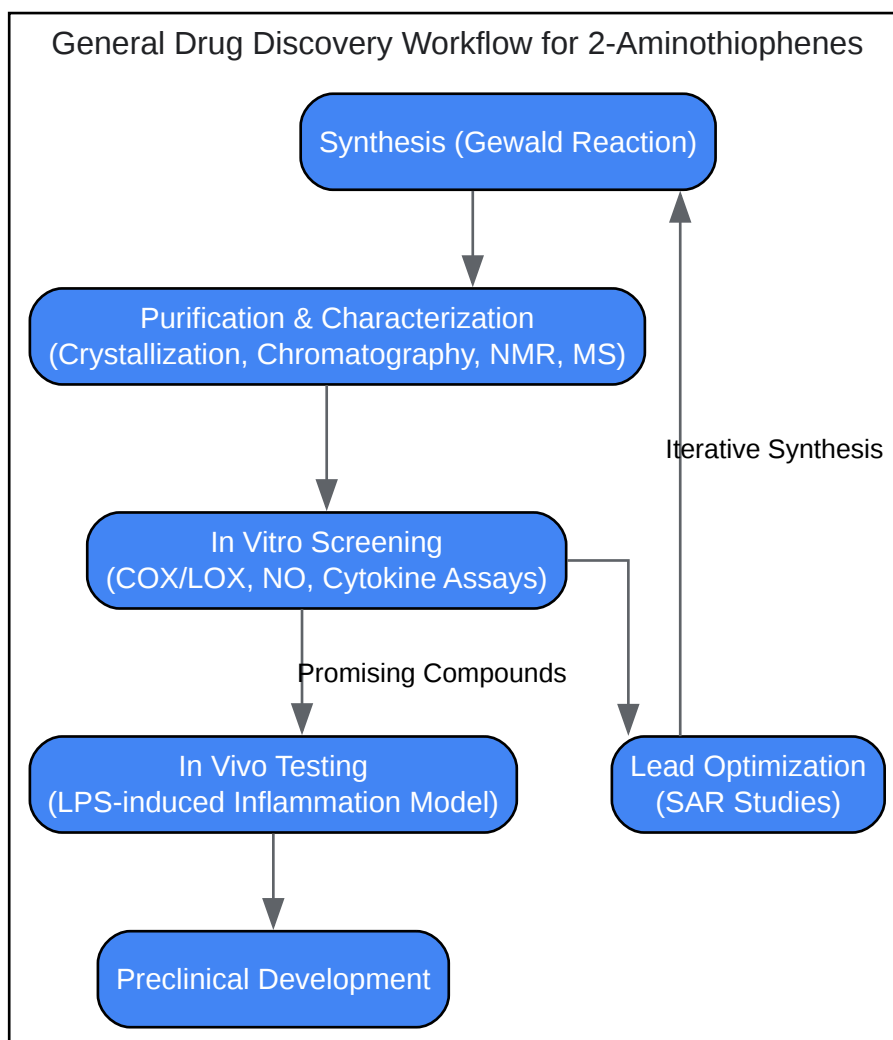 General Drug Discovery Workflow for 2-Aminothiophenes
Synthesis (Gewald Reaction)
Purification & Characterization
(Crystallization, Chromatography, NMR, MS)
Iterative Synthesis
In Vitro Screening
(COX/LOX, NO, Cytokine Assays)
Promising Compounds
In Vivo Testing
(LPS-induced Inflammation Model)
Lead Optimization
(SAR Studies)
Preclinical Development